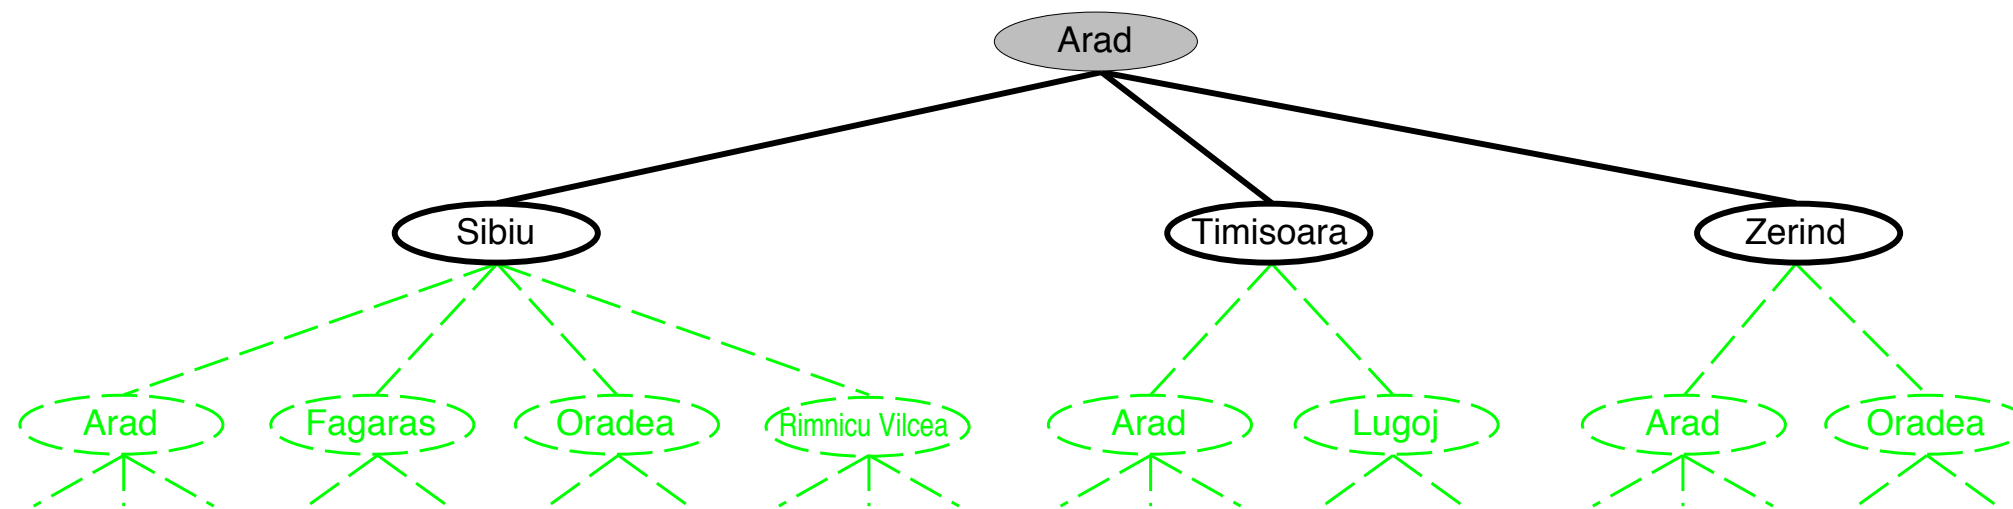 Arad
Sibiu
Timisoara
Zerind
Arad
Fagaras
Oradea
Rimnicu Vilcea
Arad
Lugoj
Arad
Oradea